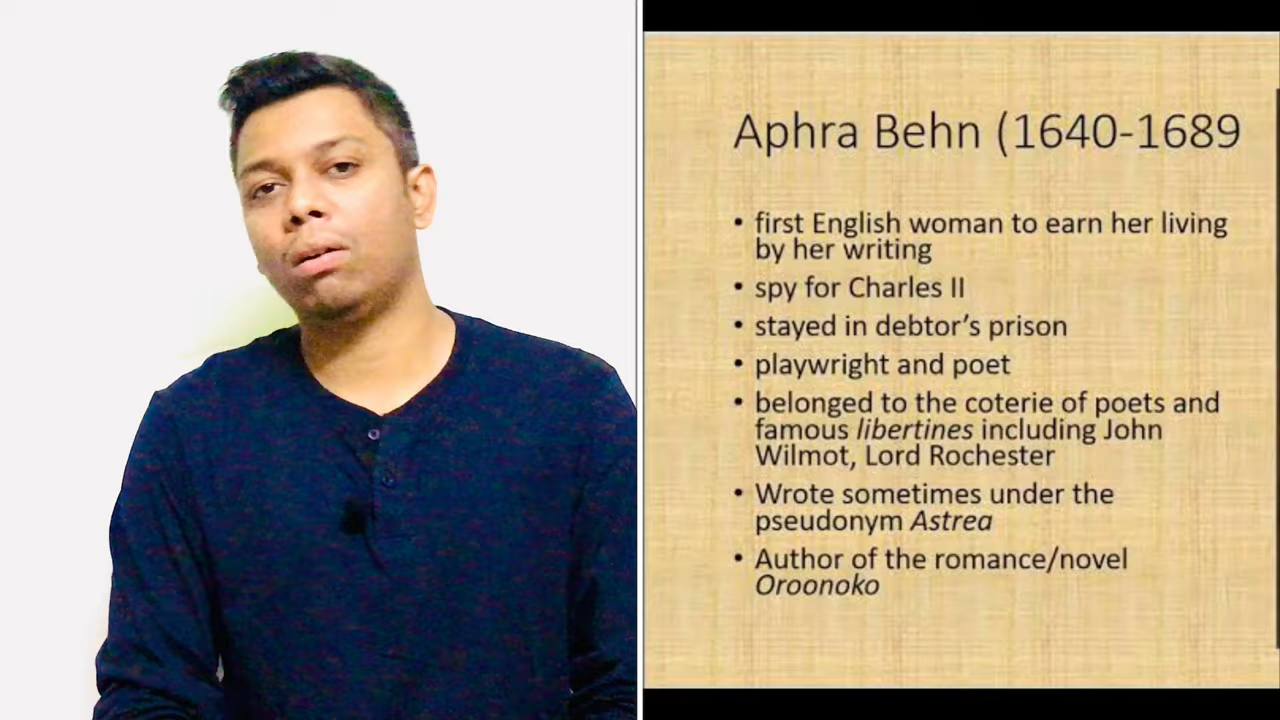 Aphra Behn (1640-1689
• first English woman to earn her living
by her writing
• spy for Charles II
• stayed in debtor’s prison
• playwright and poet
• belonged to the coterie of poets and
famous libertines including John
Wilmot, Lord Rochester
• Wrote sometimes under the
pseudonym Astrea
• Author of the romance/novel
Oroonoko